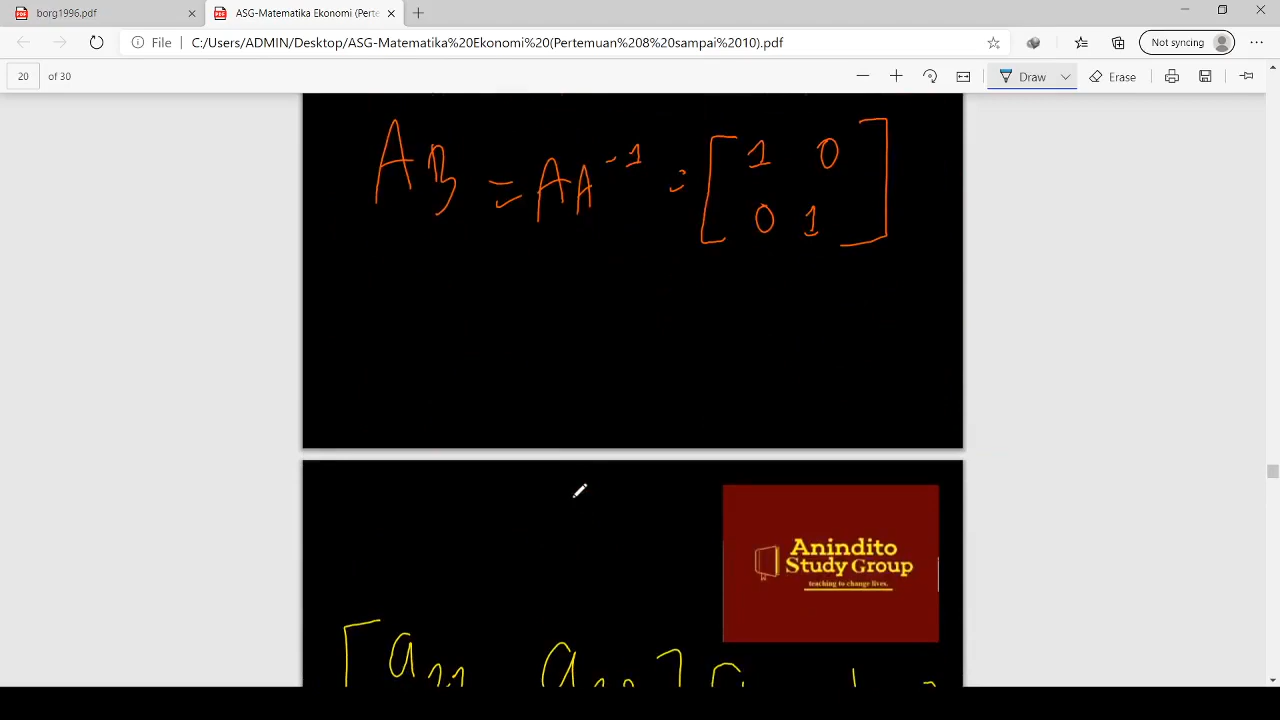 borg1996.pdf
ASG-Matematika Ekonomi (Perte
File
C:/Users/ADMIN/Desktop/ASG-Matematika%20Ekonomi%20(Pertemuan%208%20sampai%2010).pdf
Not syncing
20 of 30
Draw
Erase
AB = AA⁻¹ = [1 0
0 1]
Anindito
Study Group
teaching to change lives.
[a₁₁ a